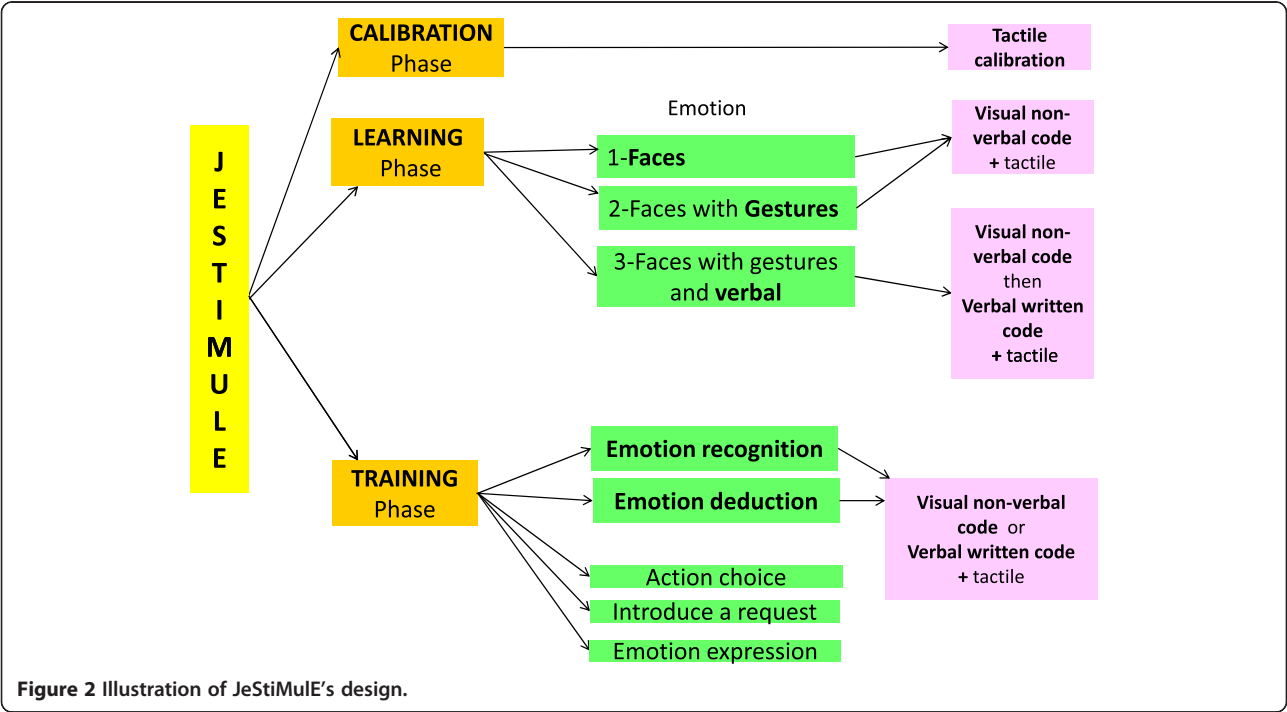 J
E
S
T
I
M
U
L
E
CALIBRATION
Phase
Tactile
calibration
LEARNING
Phase
Emotion
1-Faces
2-Faces with Gestures
3-Faces with gestures
and verbal
Visual non-
verbal code
+ tactile
Visual non-
verbal code
then
Verbal written
code
+ tactile
TRAINING
Phase
Emotion recognition
Emotion deduction
Action choice
Introduce a request
Emotion expression
Visual non-verbal
code or
Verbal written code
+ tactile
Figure 2 Illustration of JeStiMulE's design.